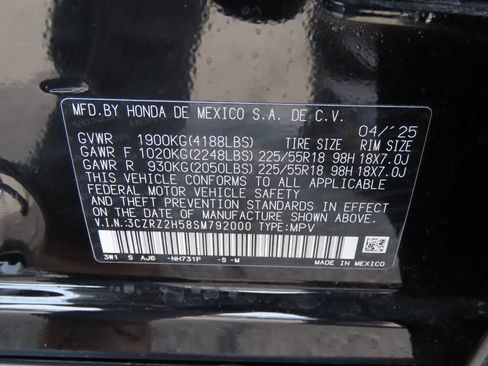 MFD.BY HONDA DE MEXICO S.A. DE C.V.
04/'25
GVWR 1900KG(4188LBS) TIRE SIZE RIM SIZE
GAWR F 1020KG(2248LBS) 225/55R18 98H 18X7.0J
GAWR R 930KG(2050LBS) 225/55R18 98H 18X7.0J
THIS VEHICLE CONFORMS TO ALL APPLICABLE
FEDERAL MOTOR VEHICLE SAFETY
AND THEFT PREVENTION STANDARDS IN EFFECT
ON THE DATE OF MANUFACTURE SHOWN ABOVE.
V.I.N.:3CZRZ2H58SM792000 TYPE:MPV
3W1 S AJ6 -NH731P -S -M
MADE IN MEXICO